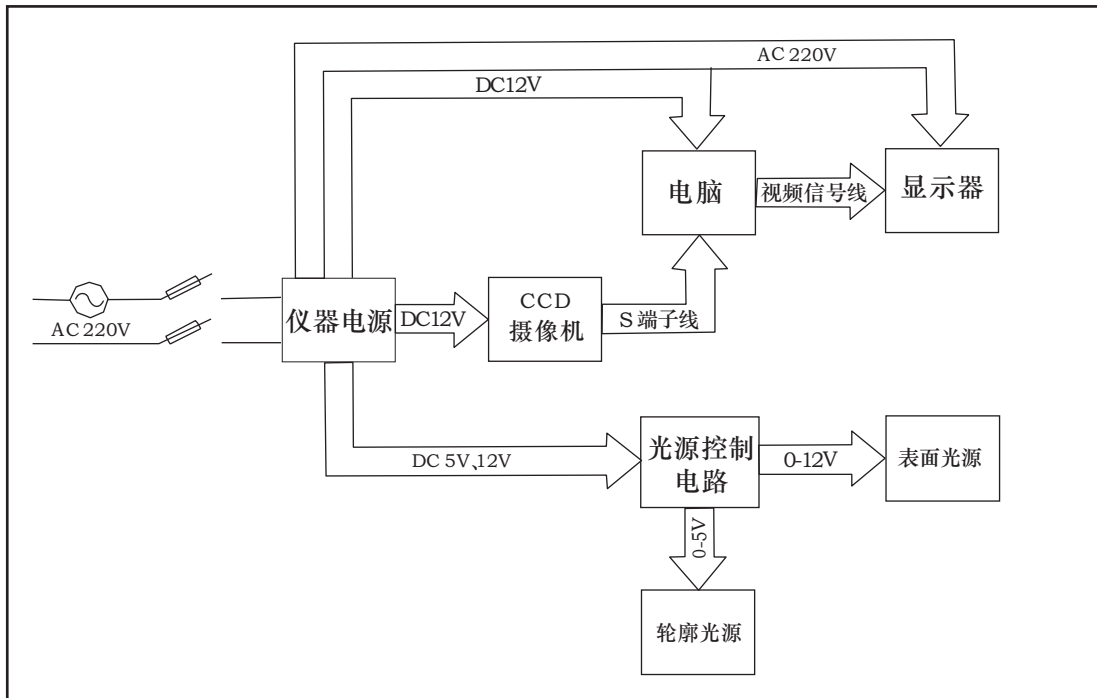 AC 220V
DC12V
电脑
视频信号线
显示器
AC 220V
仪器电源
DC12V
CCD
摄像机
S 端子线
DC 5V、12V
光源控制
电路
0-12V
表面光源
0-5V
轮廓光源